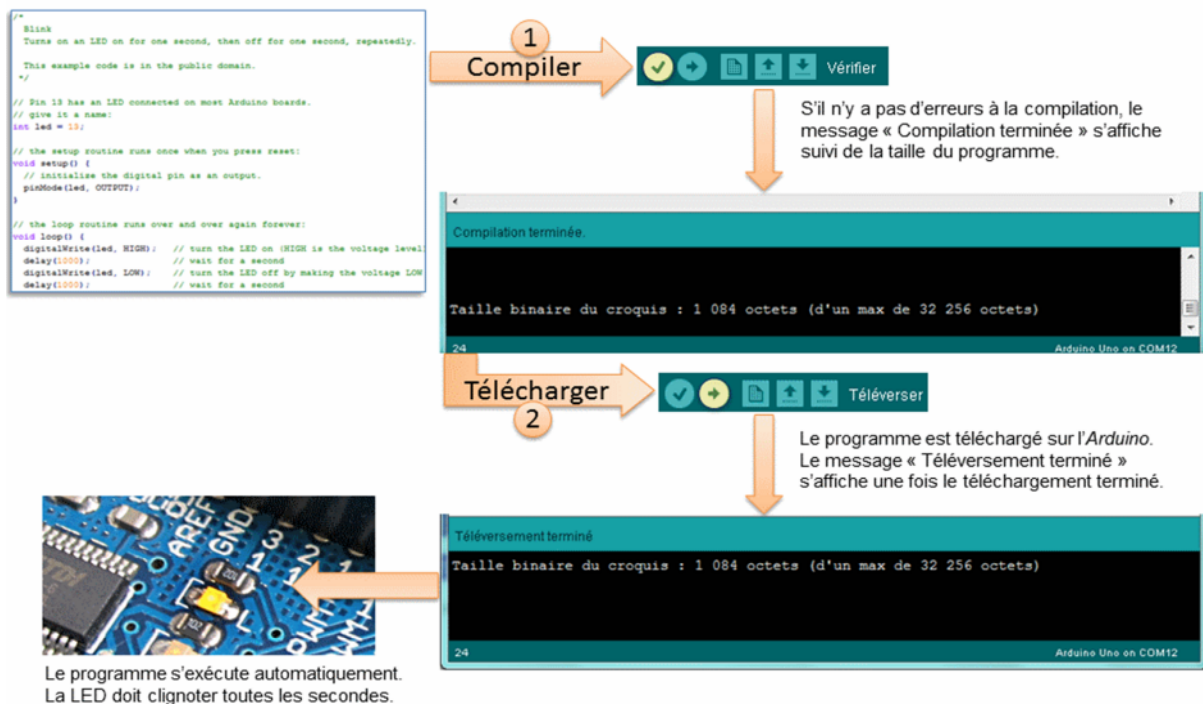 /*
Blink
Turns on an LED on for one second, then off for one second, repeatedly.
This example code is in the public domain.
*/
// Pin 13 has an LED connected on most Arduino boards.
// give it a name:
int led = 13;
// the setup routine runs once when you press reset:
void setup() {
// initialize the digital pin as an output.
pinMode(led, OUTPUT);
}
// the loop routine runs over and over again forever:
void loop() {
digitalWrite(led, HIGH); // turn the LED on (HIGH is the voltage level)
delay(1000); // wait for a second
digitalWrite(led, LOW); // turn the LED off by making the voltage LOW
delay(1000); // wait for a second
1
Compiler
Vérifier
S'il n'y a pas d'erreurs à la compilation, le
message « Compilation terminée » s'affiche
suivi de la taille du programme.
Compilation terminée.
Taille binaire du croquis : 1 084 octets (d'un max de 32 256 octets)
24
Arduino Uno on COM12
Télécharger
2
Téléverser
Le programme est téléchargé sur l'Arduino.
Le message « Téléversement terminé »
s'affiche une fois le téléchargement terminé.
Téléversement terminé
Taille binaire du croquis : 1 084 octets (d'un max de 32 256 octets)
24
Arduino Uno on COM12
AREF
GND
13
L
Le programme s'exécute automatiquement.
La LED doit clignoter toutes les secondes.